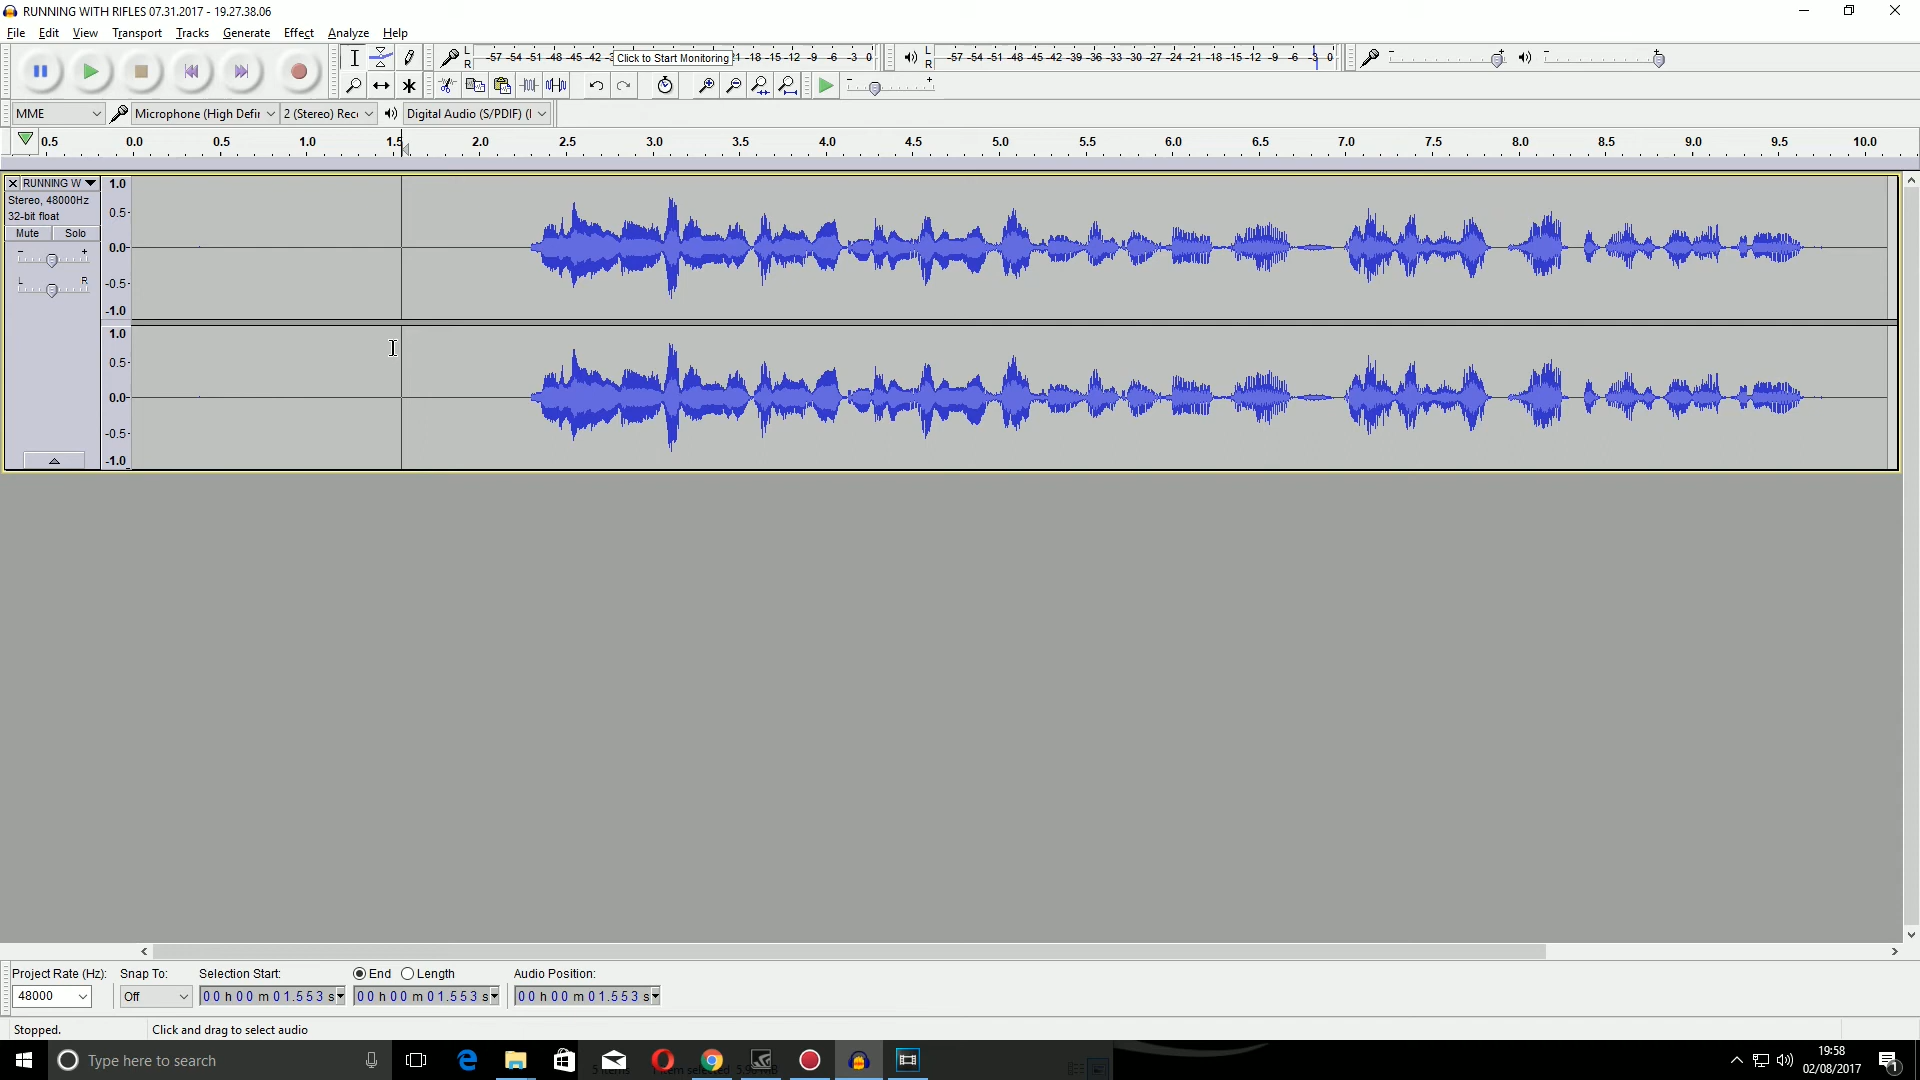 RUNNING WITH RIFLES 07.31.2017 - 19.27.38.06
File Edit View Transport Tracks Generate Effect Analyze Help
L
R
-57 -54 -51 -48 -45 -42 -3 Click to Start Monitoring 21 -18 -15 -12 -9 -6 -3 0
L
R
-57 -54 -51 -48 -45 -42 -39 -36 -33 -30 -27 -24 -21 -18 -15 -12 -9 -6 -3 0
MME Microphone (High Defir 2 (Stereo) Rec Digital Audio (S/PDIF) (
0.5 0.0 0.5 1.0 1.5 2.0 2.5 3.0 3.5 4.0 4.5 5.0 5.5 6.0 6.5 7.0 7.5 8.0 8.5 9.0 9.5 10.0
RUNNING W
Stereo, 48000Hz
32-bit float
Mute Solo
L R
1.0
0.5
0.0
-0.5
-1.0
1.0
0.5
0.0
-0.5
-1.0
Project Rate (Hz): Snap To: Selection Start: End Length Audio Position:
48000 Off 00 h 00 m 01.553 s 00 h 00 m 01.553 s 00 h 00 m 01.553 s
Stopped. Click and drag to select audio
Type here to search
19:58
02/08/2017
1